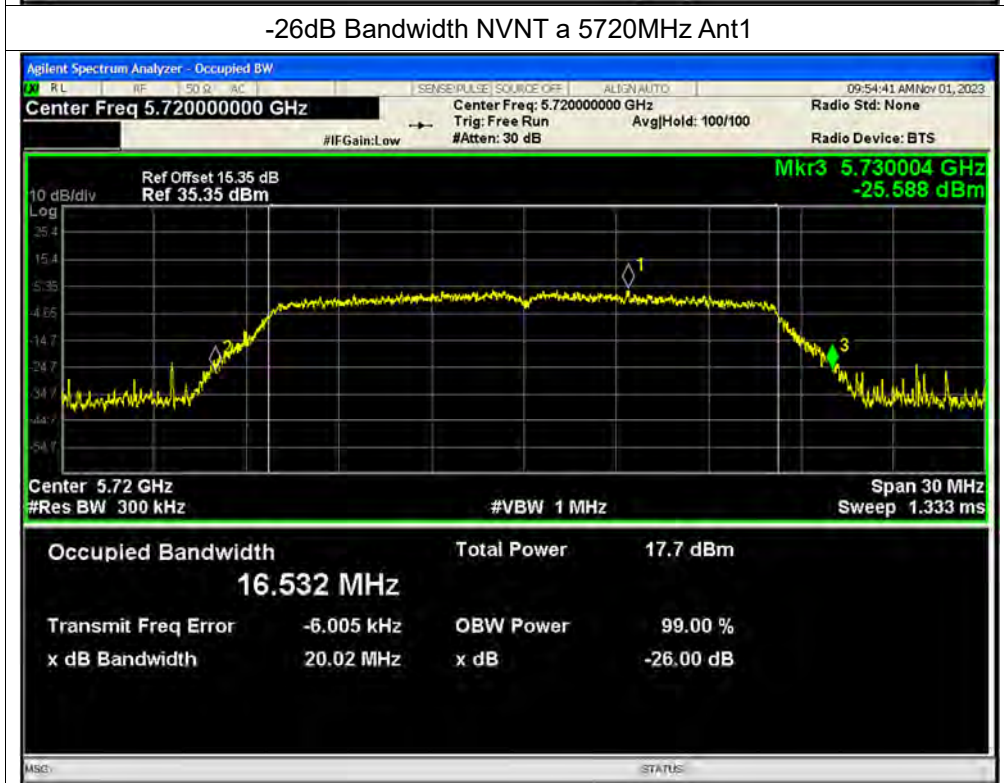 -26dB Bandwidth NVNT a 5720MHz Ant1
Agilent Spectrum Analyzer - Occupied BW
RL RF 50 Ω AC SENSE:PULSE SOURCE OFF ALIGN AUTO 09:54:41 AM Nov 01, 2023
Center Freq 5.720000000 GHz Center Freq: 5.720000000 GHz Radio Std: None
Trig: Free Run Avg|Hold: 100/100
#IFGain:Low #Atten: 30 dB Radio Device: BTS
Mkr3 5.730004 GHz
-25.588 dBm
Ref Offset 15.35 dB
10 dB/div Ref 35.35 dBm
Log
25.4
15.4
5.35
-4.65
-14.7
-24.7
-34.7
-44.7
-54.7
1
2
3
Center 5.72 GHz Span 30 MHz
#Res BW 300 kHz #VBW 1 MHz Sweep 1.333 ms
Occupied Bandwidth Total Power 17.7 dBm
16.532 MHz
Transmit Freq Error -6.005 kHz OBW Power 99.00 %
x dB Bandwidth 20.02 MHz x dB -26.00 dB
MSG STATUS